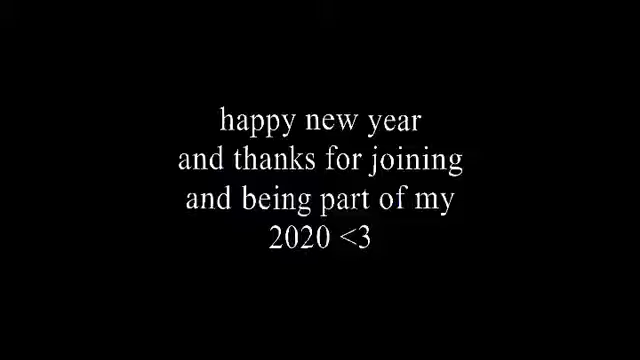 happy new year
and thanks for joining
and being part of my
2020 <3